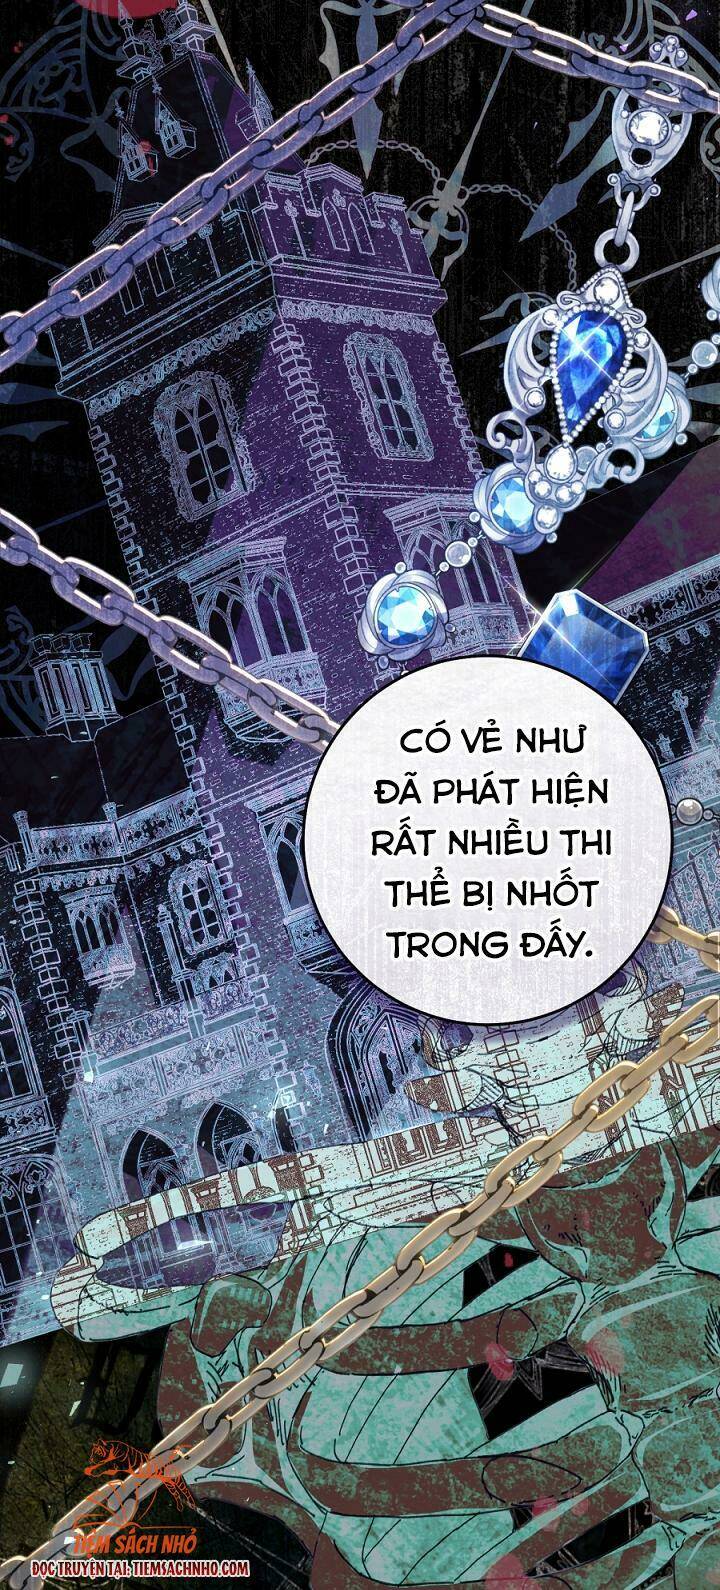 CÓ VẺ NHƯ
ĐÃ PHÁT HIỆN
RẤT NHIỀU THI
THỂ BỊ NHỐT
TRONG ĐẤY.
TIỆM SÁCH NHỎ
ĐỌC TRUYỆN TẠI: TIEMSACHNHO.COM